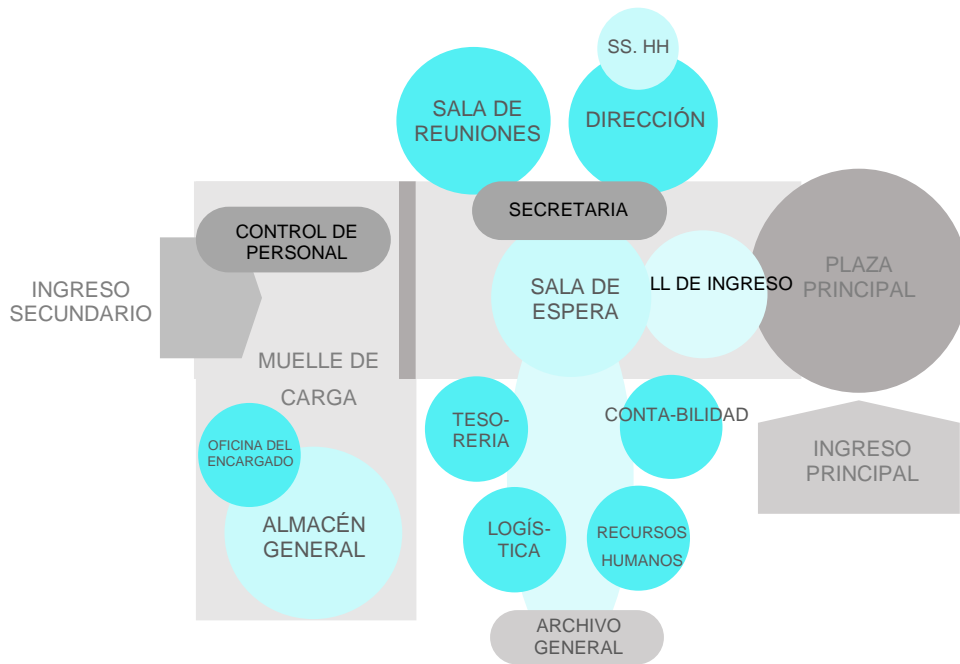 SS. HH
SALA DE
REUNIONES
DIRECCIÓN
SECRETARIA
CONTROL DE
PERSONAL
INGRESO
SECUNDARIO
SALA DE
ESPERA
LL DE INGRESO
PLAZA
PRINCIPAL
MUELLE DE
CARGA
TESO-
RERIA
CONTA-BILIDAD
OFICINA DEL
ENCARGADO
INGRESO
PRINCIPAL
ALMACÉN
GENERAL
LOGÍS-
TICA
RECURSOS
HUMANOS
ARCHIVO
GENERAL